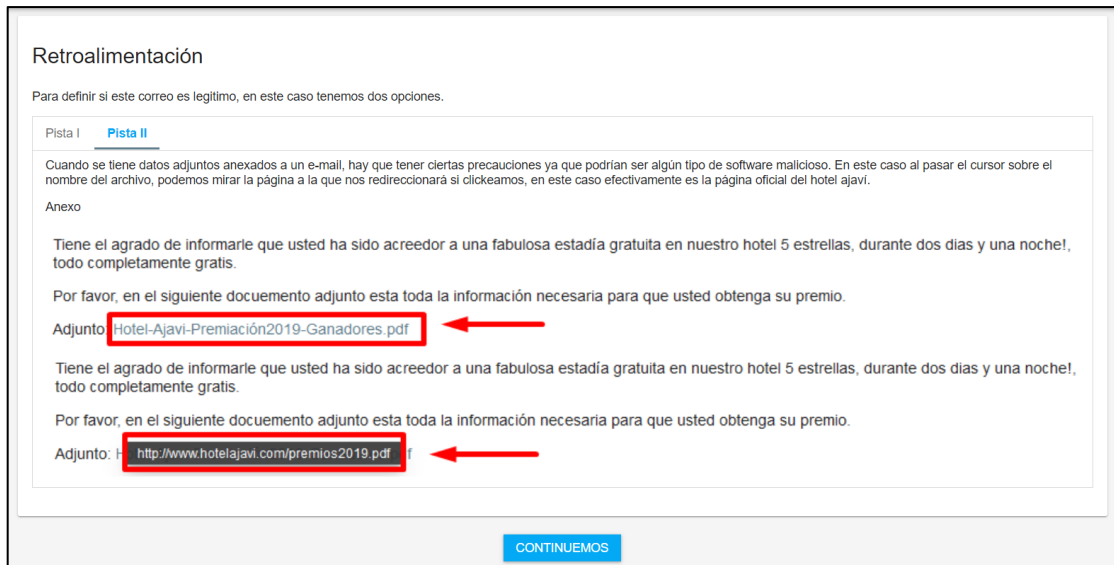 Retroalimentación
Para definir si este correo es legitimo, en este caso tenemos dos opciones.
Pista I Pista II
Cuando se tiene datos adjuntos anexados a un e-mail, hay que tener ciertas precauciones ya que podrían ser algún tipo de software malicioso. En este caso al pasar el cursor sobre el
nombre del archivo, podemos mirar la página a la que nos redireccionará si clickeamos, en este caso efectivamente es la página oficial del hotel ajaví.
Anexo
Tiene el agrado de informarle que usted ha sido acreedor a una fabulosa estadía gratuita en nuestro hotel 5 estrellas, durante dos dias y una noche!,
todo completamente gratis.
Por favor, en el siguiente docuemento adjunto esta toda la información necesaria para que usted obtenga su premio.
Adjunto: Hotel-Ajavi-Premiación2019-Ganadores.pdf
Tiene el agrado de informarle que usted ha sido acreedor a una fabulosa estadía gratuita en nuestro hotel 5 estrellas, durante dos dias y una noche!,
todo completamente gratis.
Por favor, en el siguiente docuemento adjunto esta toda la información necesaria para que usted obtenga su premio.
Adjunto: H http://www.hotelajavi.com/premios2019.pdf f
CONTINUEMOS